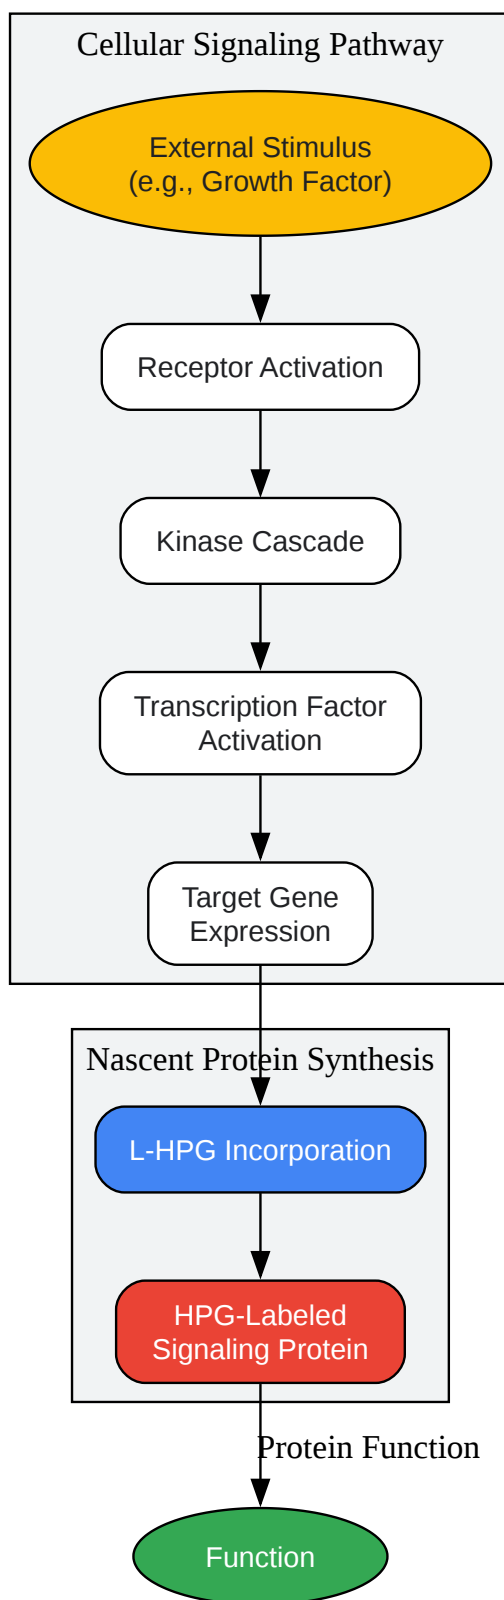 Cellular Signaling Pathway
External Stimulus
(e.g., Growth Factor)
Receptor Activation
Kinase Cascade
Transcription Factor
Activation
Target Gene
Expression
Nascent Protein Synthesis
L-HPG Incorporation
HPG-Labeled
Signaling Protein
Protein Function
Function